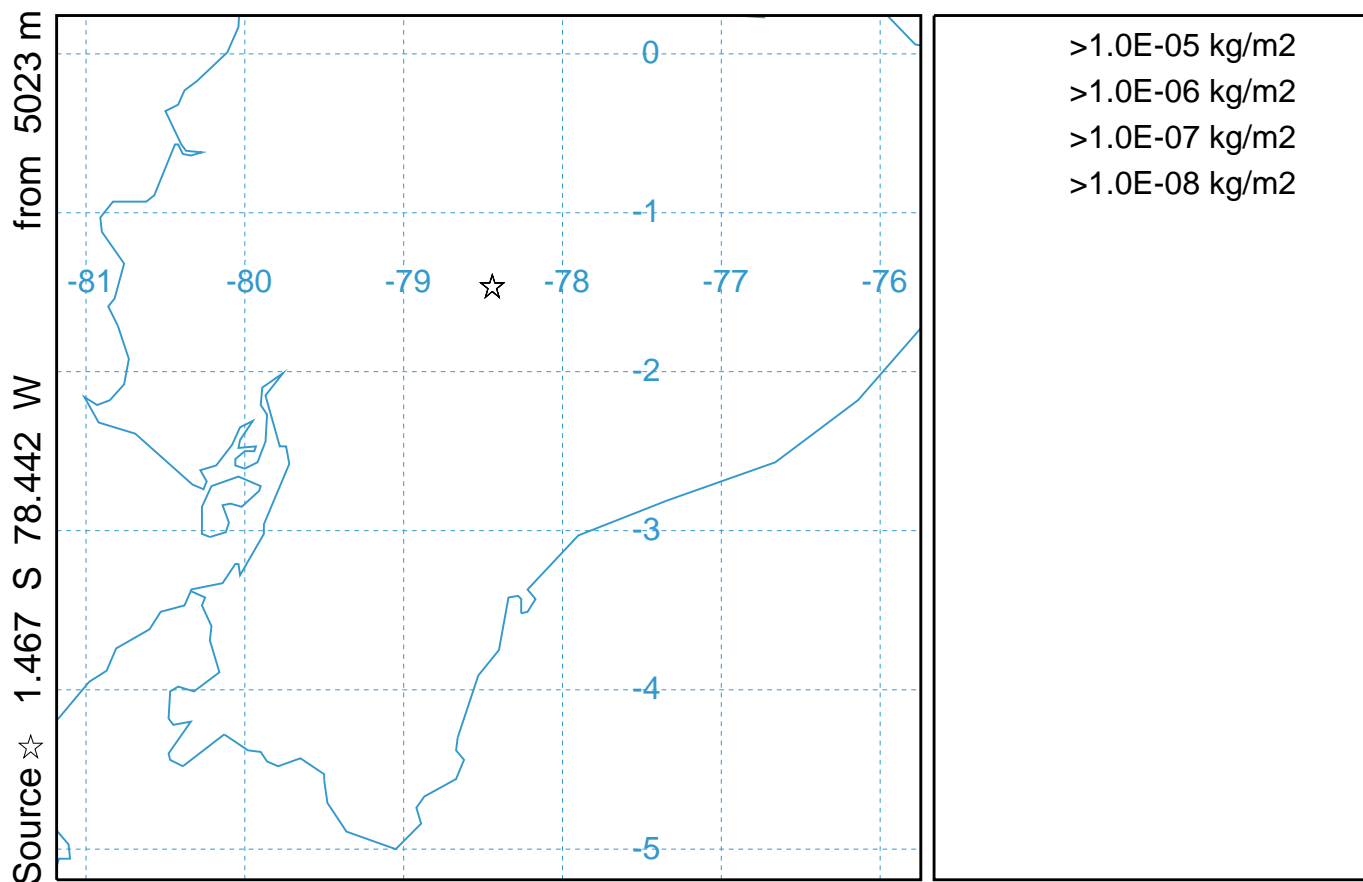 Source ☆ 1.467 S 78.442 W from 5023 m
0
-1
-81 -80 -79 -78 -77 -76
-2
-3
-4
-5
>1.0E-05 kg/m2
>1.0E-06 kg/m2
>1.0E-07 kg/m2
>1.0E-08 kg/m2